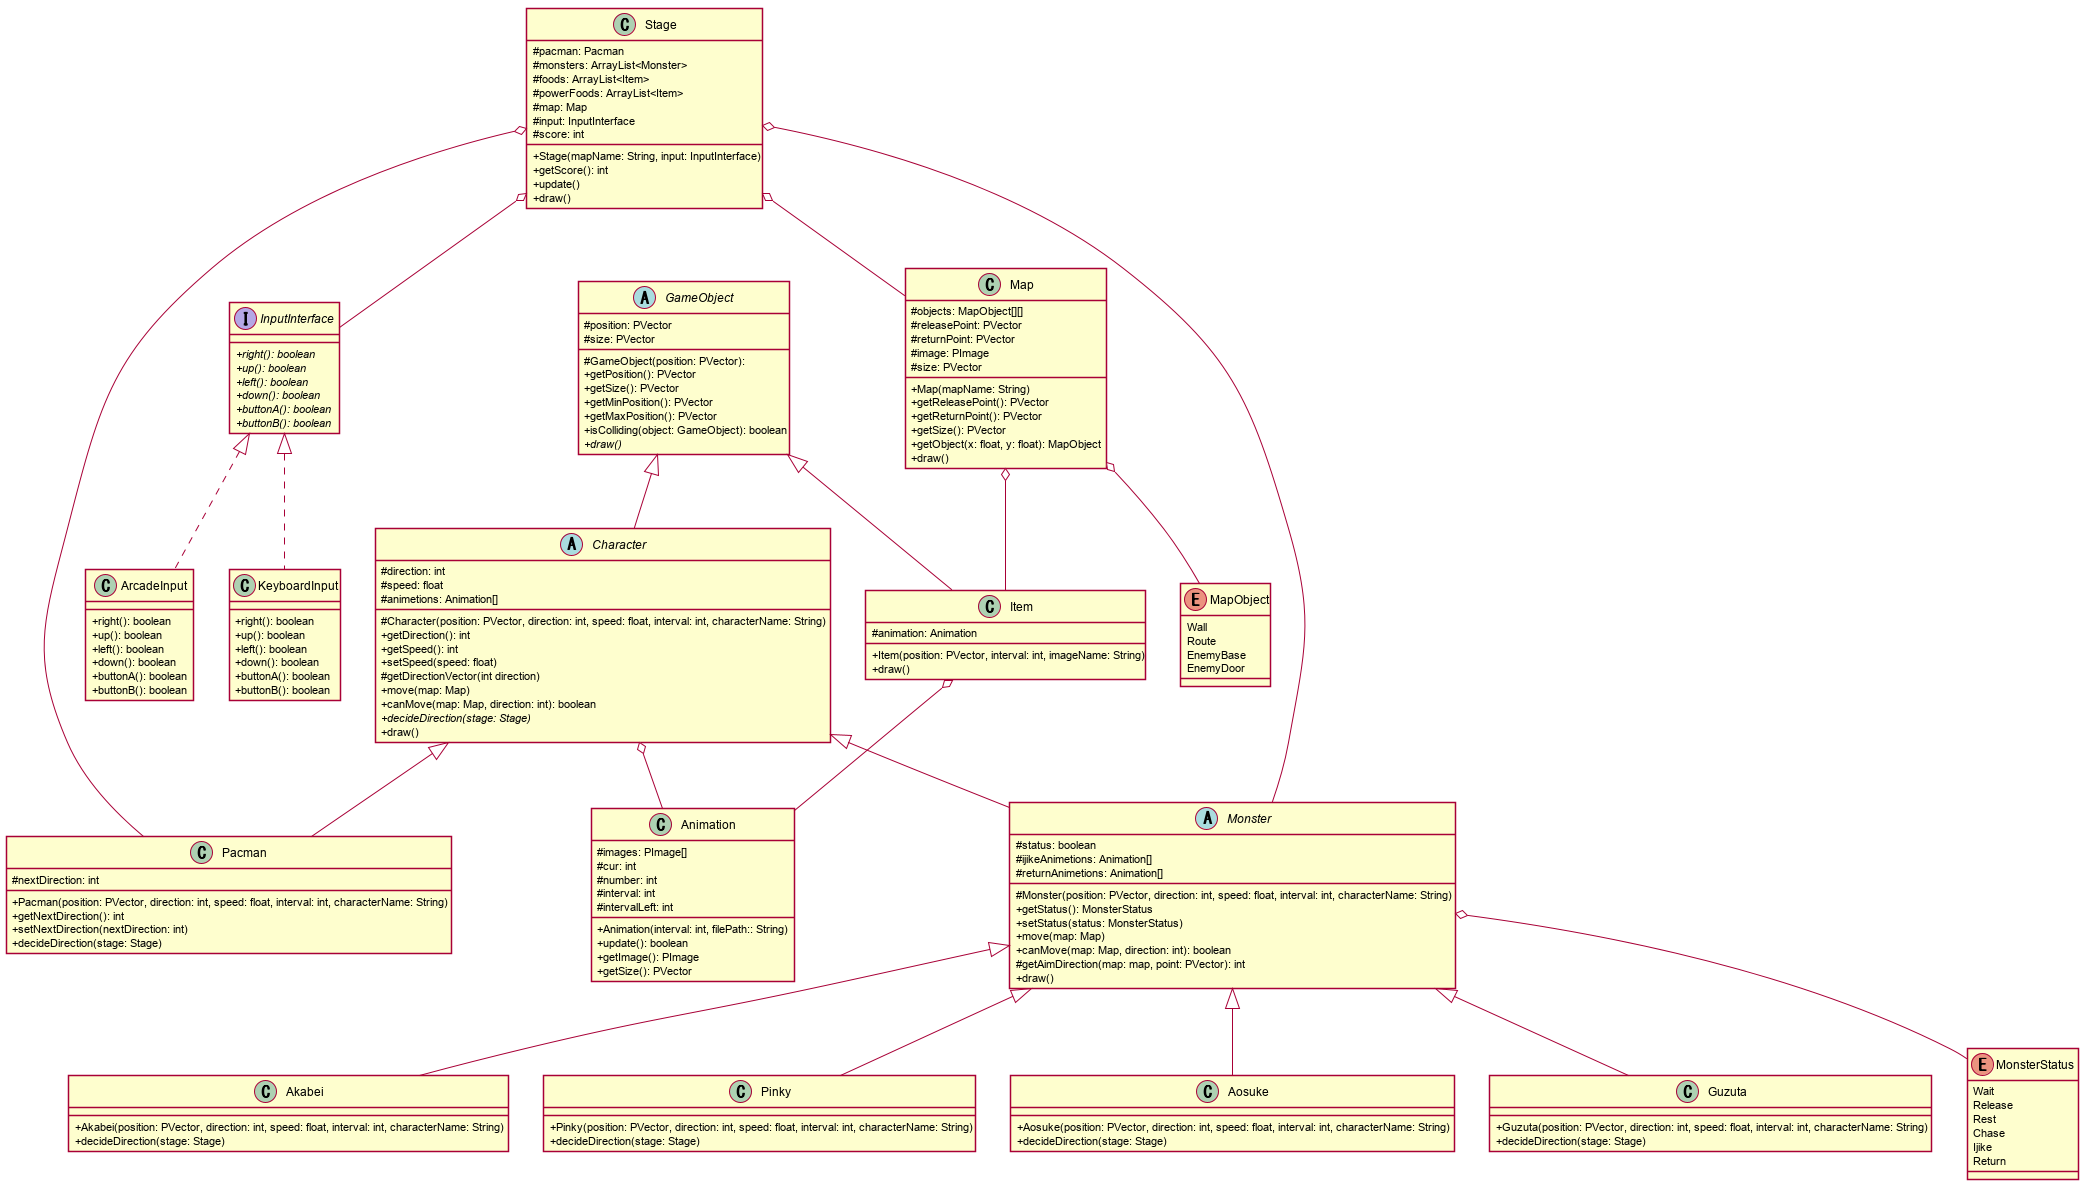 C Stage
#pacman: Pacman
#monsters: ArrayList<Monster>
#foods: ArrayList<Item>
#powerFoods: ArrayList<Item>
#map: Map
#input: InputInterface
#score: int
+Stage(mapName: String, input: InputInterface)
+getScore(): int
+update()
+draw()
I InputInterface
+right(): boolean
+up(): boolean
+left(): boolean
+down(): boolean
+buttonA(): boolean
+buttonB(): boolean
A GameObject
#position: PVector
#size: PVector
#GameObject(position: PVector):
+getPosition(): PVector
+getSize(): PVector
+getMinPosition(): PVector
+getMaxPosition(): PVector
+isColliding(object: GameObject): boolean
+draw()
C Map
#objects: MapObject[][]
#releasePoint: PVector
#returnPoint: PVector
#image: PImage
#size: PVector
+Map(mapName: String)
+getReleasePoint(): PVector
+getReturnPoint(): PVector
+getSize(): PVector
+getObject(x: float, y: float): MapObject
+draw()
C ArcadeInput
+right(): boolean
+up(): boolean
+left(): boolean
+down(): boolean
+buttonA(): boolean
+buttonB(): boolean
C KeyboardInput
+right(): boolean
+up(): boolean
+left(): boolean
+down(): boolean
+buttonA(): boolean
+buttonB(): boolean
A Character
#direction: int
#speed: float
#animetions: Animation[]
#Character(position: PVector, direction: int, speed: float, interval: int, characterName: String)
+getDirection(): int
+getSpeed(): int
+setSpeed(speed: float)
#getDirectionVector(int direction)
+move(map: Map)
+canMove(map: Map, direction: int): boolean
+decideDirection(stage: Stage)
+draw()
C Item
#animation: Animation
+Item(position: PVector, interval: int, imageName: String)
+draw()
E MapObject
Wall
Route
EnemyBase
EnemyDoor
C Pacman
#nextDirection: int
+Pacman(position: PVector, direction: int, speed: float, interval: int, characterName: String)
+getNextDirection(): int
+setNextDirection(nextDirection: int)
+decideDirection(stage: Stage)
C Animation
#images: PImage[]
#cur: int
#number: int
#interval: int
#intervalLeft: int
+Animation(interval: int, filePath:: String)
+update(): boolean
+getImage(): PImage
+getSize(): PVector
A Monster
#status: boolean
#ijikeAnimetions: Animation[]
#returnAnimetions: Animation[]
#Monster(position: PVector, direction: int, speed: float, interval: int, characterName: String)
+getStatus(): MonsterStatus
+setStatus(status: MonsterStatus)
+move(map: Map)
+canMove(map: Map, direction: int): boolean
#getAimDirection(map: map, point: PVector): int
+draw()
C Akabei
+Akabei(position: PVector, direction: int, speed: float, interval: int, characterName: String)
+decideDirection(stage: Stage)
C Pinky
+Pinky(position: PVector, direction: int, speed: float, interval: int, characterName: String)
+decideDirection(stage: Stage)
C Aosuke
+Aosuke(position: PVector, direction: int, speed: float, interval: int, characterName: String)
+decideDirection(stage: Stage)
C Guzuta
+Guzuta(position: PVector, direction: int, speed: float, interval: int, characterName: String)
+decideDirection(stage: Stage)
E MonsterStatus
Wait
Release
Rest
Chase
Ijike
Return